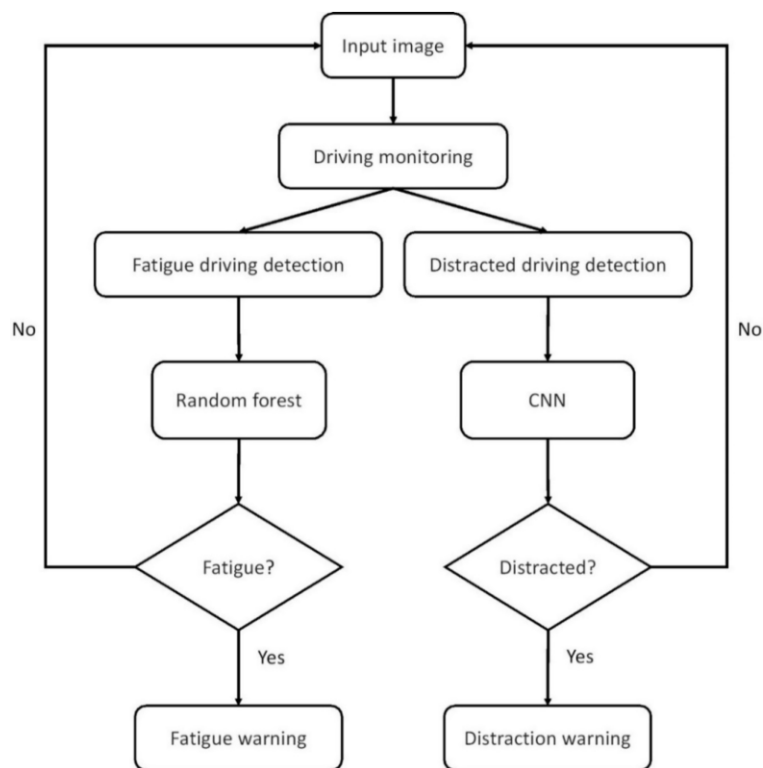 Input image
Driving monitoring
Fatigue driving detection
Distracted driving detection
No
No
Random forest
CNN
Fatigue?
Distracted?
Yes
Yes
Fatigue warning
Distraction warning